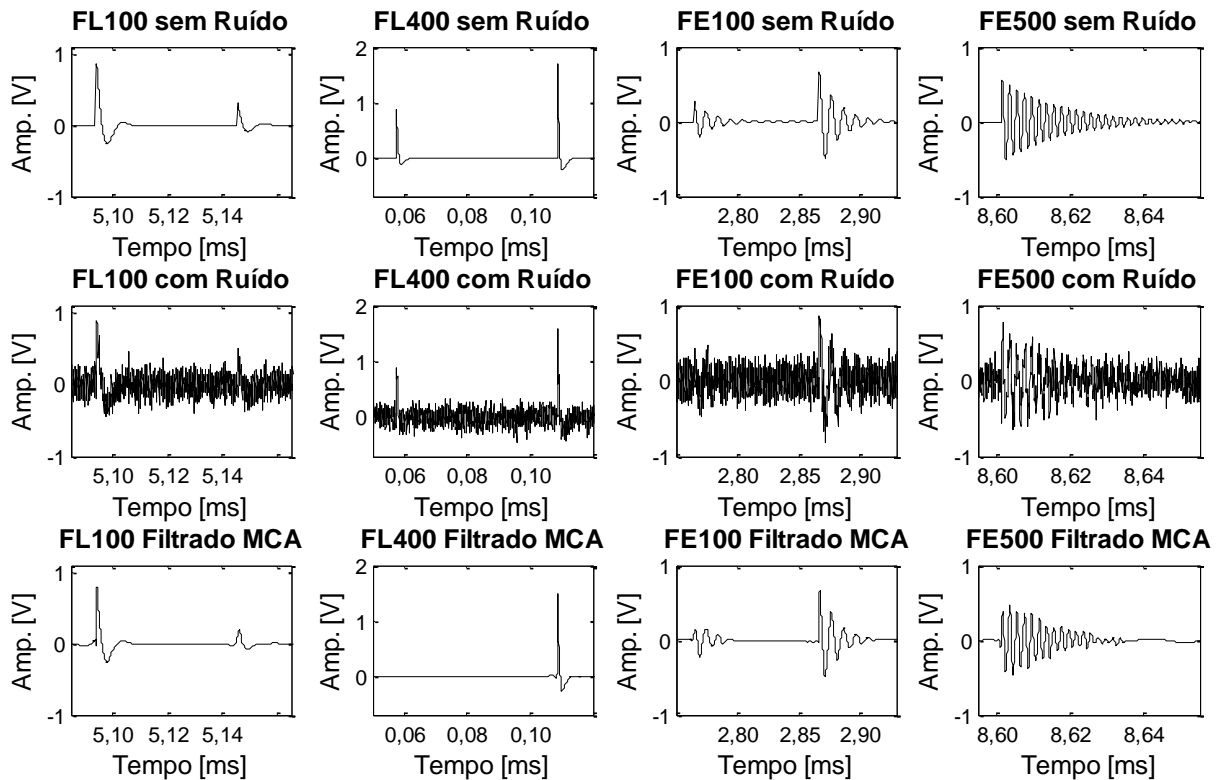 FL100 sem Ruído FL400 sem Ruído FE100 sem Ruído FE500 sem Ruído
1 2 1 1
Amp. [V] Amp. [V] Amp. [V] Amp. [V]
1
0 0 0
0
-1 -1 -1
5,10 5,12 5,14 0,06 0,08 0,10 2,80 2,85 2,90 8,60 8,62 8,64
Tempo [ms] Tempo [ms] Tempo [ms] Tempo [ms]
FL100 com Ruído FL400 com Ruído FE100 com Ruído FE500 com Ruído
1 2 1 1
Amp. [V] Amp. [V] Amp. [V] Amp. [V]
1
0 0 0
0
-1 -1 -1
5,10 5,12 5,14 0,06 0,08 0,10 2,80 2,85 2,90 8,60 8,62 8,64
Tempo [ms] Tempo [ms] Tempo [ms] Tempo [ms]
FL100 Filtrado MCA FL400 Filtrado MCA FE100 Filtrado MCA FE500 Filtrado MCA
1 2 1 1
Amp. [V] Amp. [V] Amp. [V] Amp. [V]
1
0 0 0
0
-1 -1 -1
5,10 5,12 5,14 0,06 0,08 0,10 2,80 2,85 2,90 8,60 8,62 8,64
Tempo [ms] Tempo [ms] Tempo [ms] Tempo [ms]